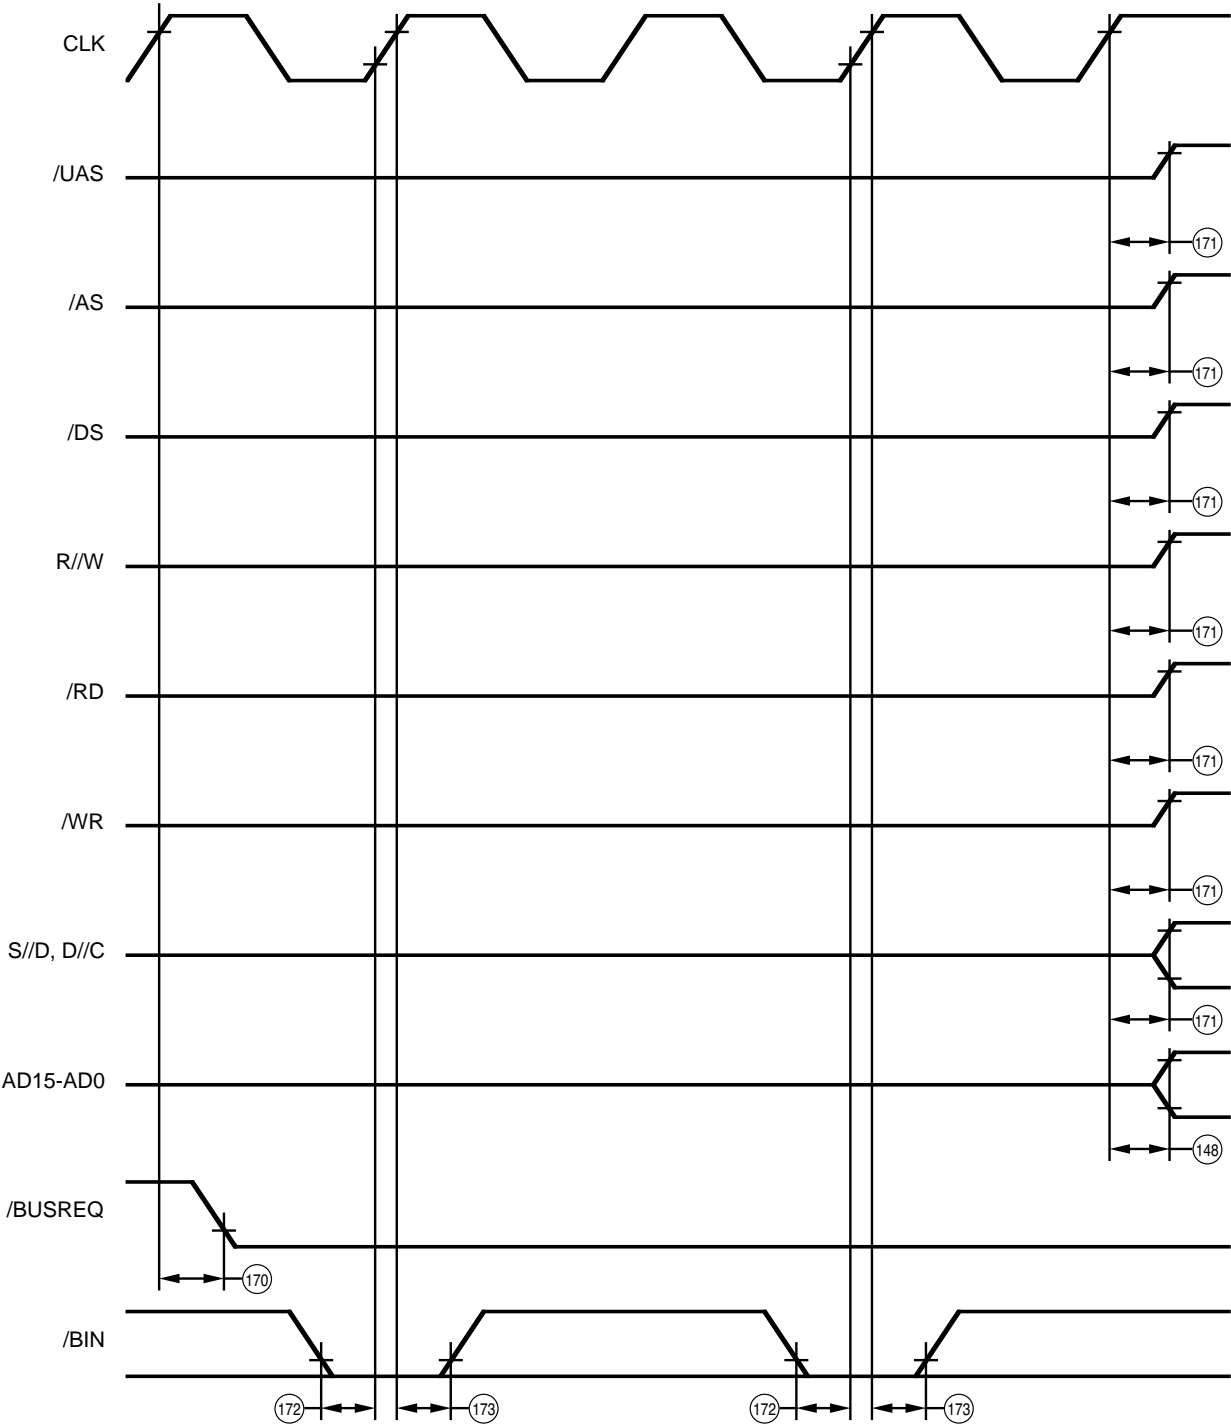 CLK
/UAS
171
/AS
171
/DS
171
R//W
171
/RD
171
/WR
171
S//D, D//C
171
AD15-AD0
148
/BUSREQ
170
/BIN
172 173 172 173